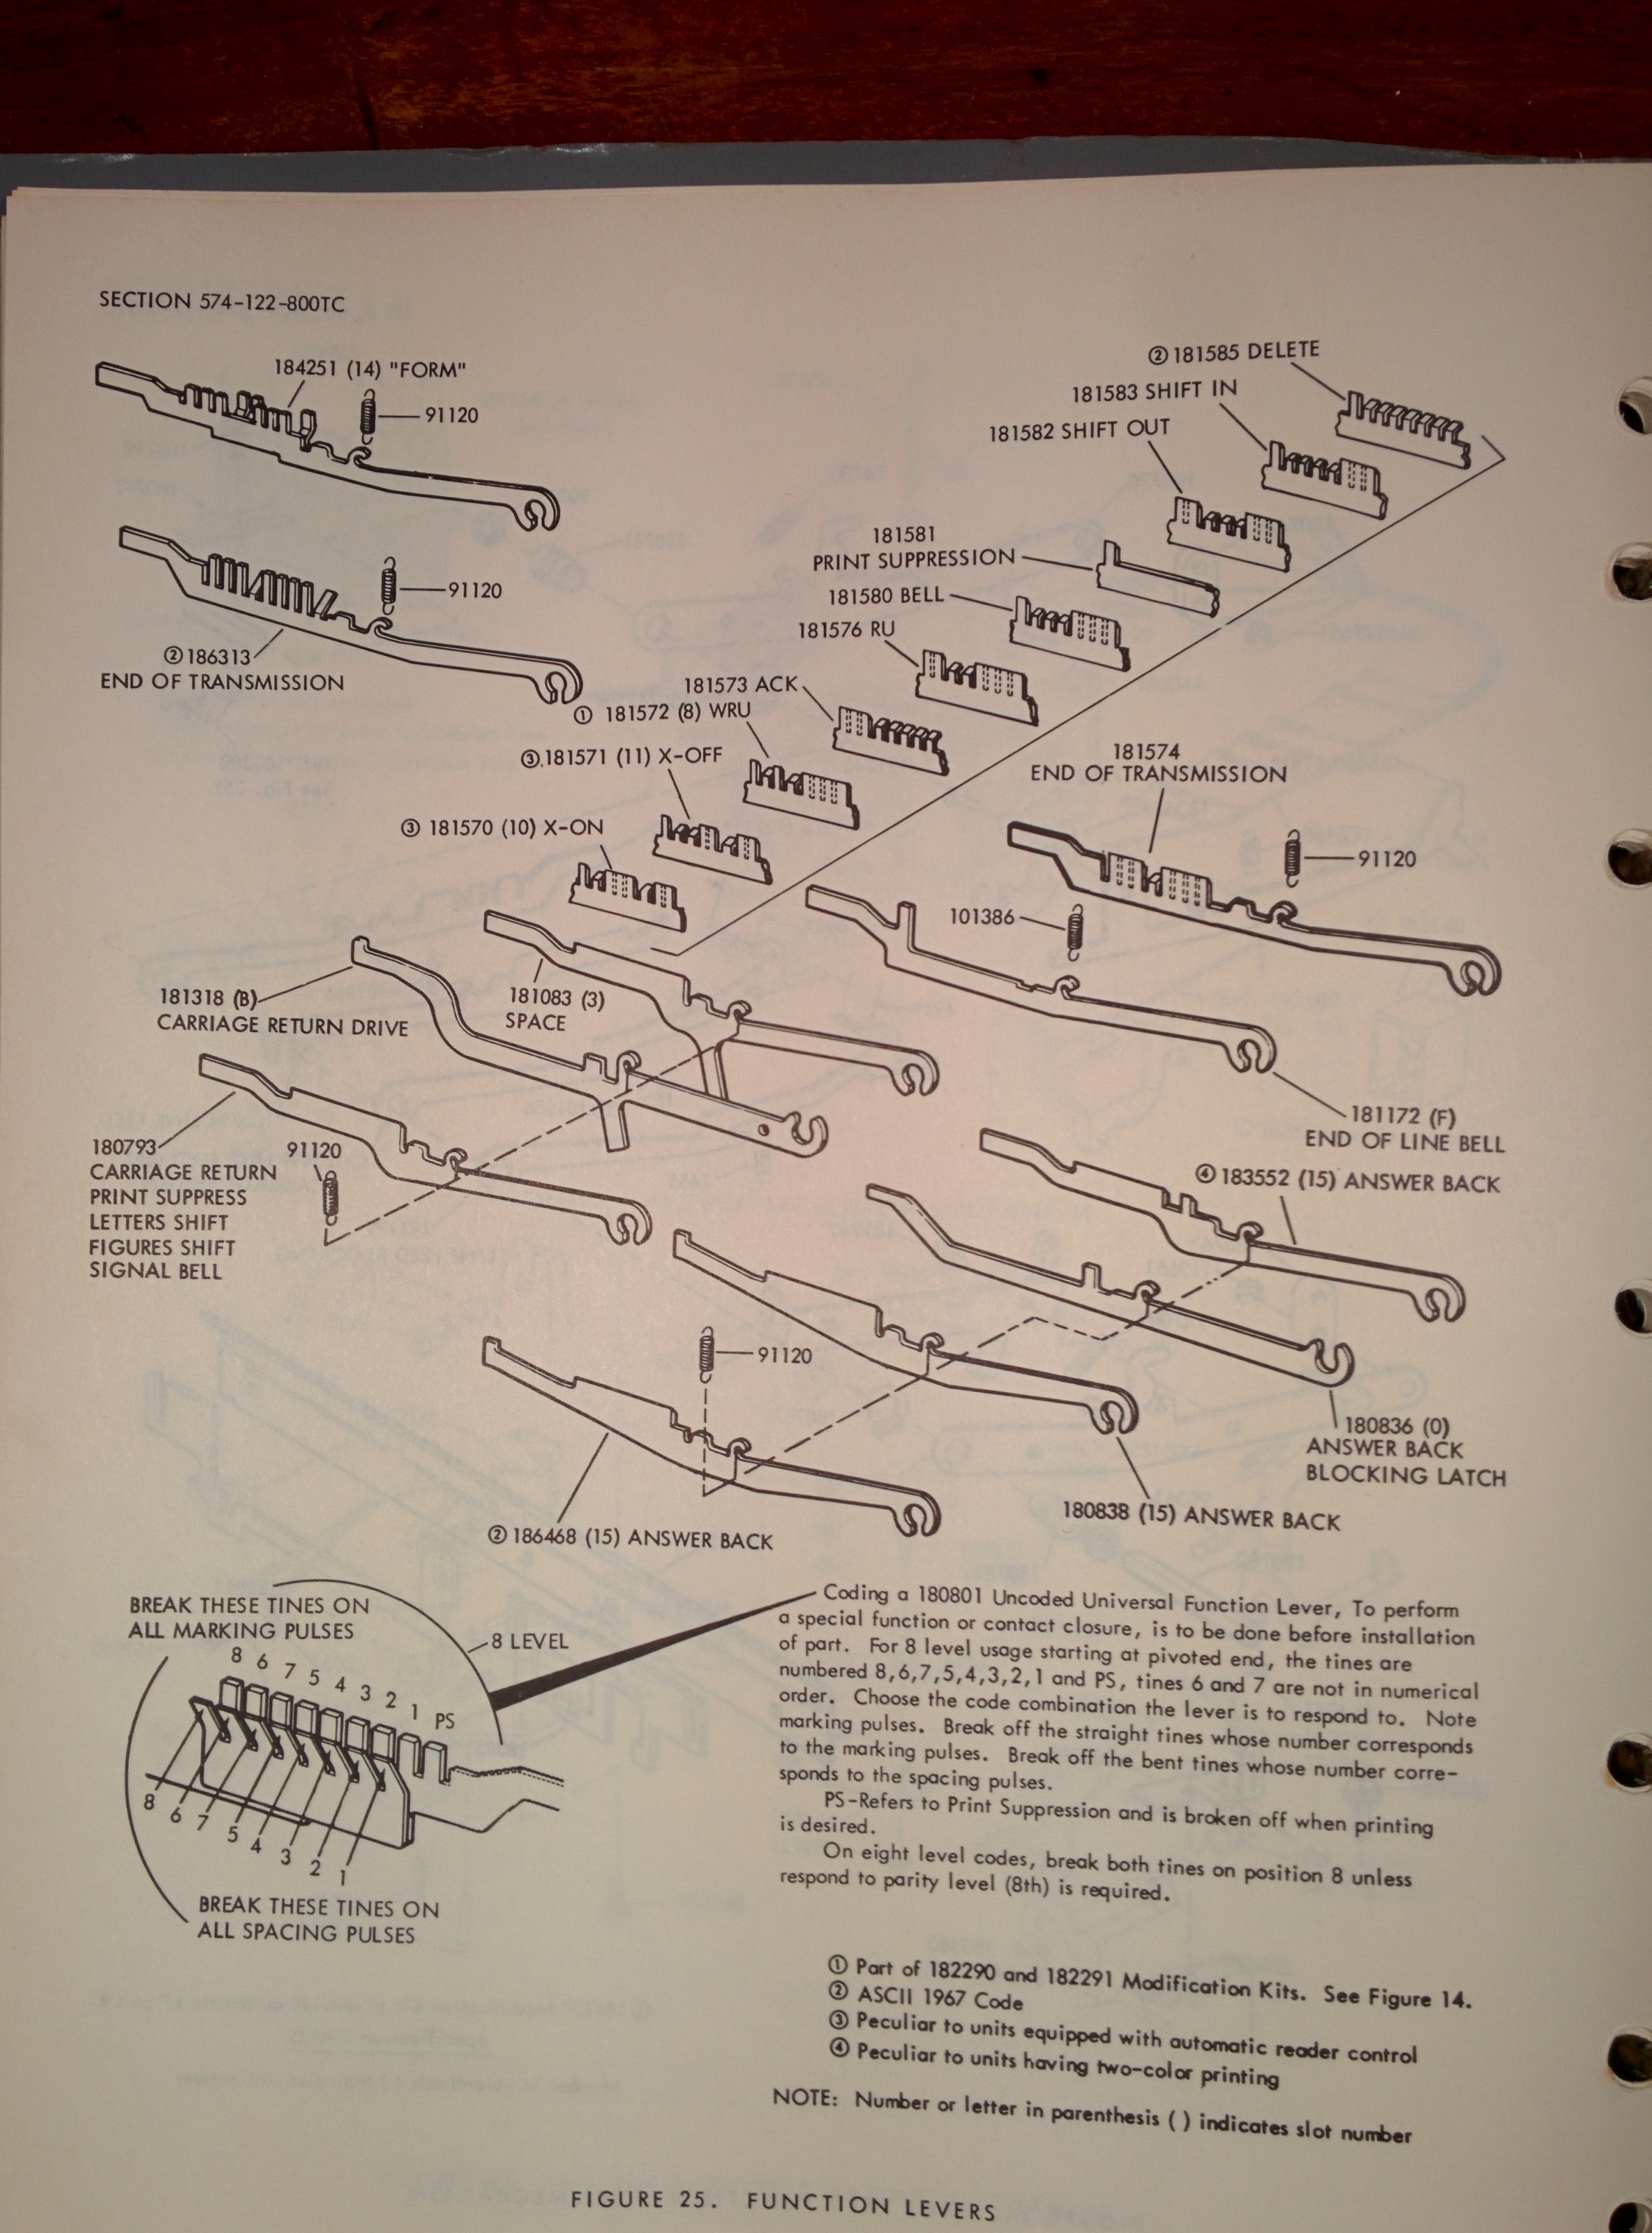 SECTION 574-122-800TC
184251 (14) "FORM"
91120
② 186313
END OF TRANSMISSION
91120
② 181585 DELETE
181583 SHIFT IN
181582 SHIFT OUT
181581
PRINT SUPPRESSION
181580 BELL
181576 RU
181573 ACK
① 181572 (8) WRU
③ 181571 (11) X-OFF
③ 181570 (10) X-ON
181574
END OF TRANSMISSION
91120
101386
181318 (B)
CARRIAGE RETURN DRIVE
181083 (3)
SPACE
181172 (F)
END OF LINE BELL
180793
CARRIAGE RETURN
PRINT SUPPRESS
LETTERS SHIFT
FIGURES SHIFT
SIGNAL BELL
91120
④ 183552 (15) ANSWER BACK
91120
180836 (0)
ANSWER BACK
BLOCKING LATCH
180838 (15) ANSWER BACK
② 186468 (15) ANSWER BACK
BREAK THESE TINES ON
ALL MARKING PULSES
8 LEVEL
8 6 7 5 4 3 2 1 PS
8 6 7 5 4 3 2 1
BREAK THESE TINES ON
ALL SPACING PULSES
Coding a 180801 Uncoded Universal Function Lever, To perform
a special function or contact closure, is to be done before installation
of part. For 8 level usage starting at pivoted end, the tines are
numbered 8,6,7,5,4,3,2,1 and PS, tines 6 and 7 are not in numerical
order. Choose the code combination the lever is to respond to. Note
marking pulses. Break off the straight tines whose number corresponds
to the marking pulses. Break off the bent tines whose number corre-
sponds to the spacing pulses.
PS-Refers to Print Suppression and is broken off when printing
is desired.
On eight level codes, break both tines on position 8 unless
respond to parity level (8th) is required.
① Part of 182290 and 182291 Modification Kits. See Figure 14.
② ASCII 1967 Code
③ Peculiar to units equipped with automatic reader control
④ Peculiar to units having two-color printing
NOTE: Number or letter in parenthesis ( ) indicates slot number
FIGURE 25. FUNCTION LEVERS